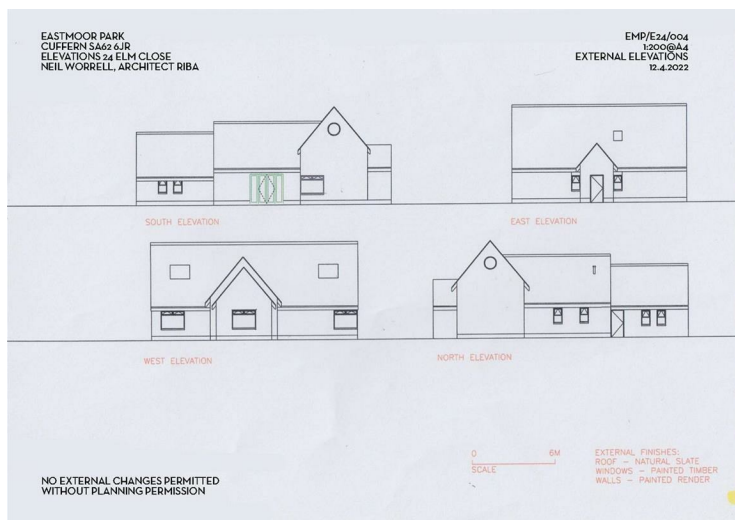 EASTMOOR PARK
CUFFERN SA62 6JR
ELEVATIONS 24 ELM CLOSE
NEIL WORRELL, ARCHITECT RIBA
EMP/E24/004
1:200@A4
EXTERNAL ELEVATIONS
12.4.2022
SOUTH ELEVATION
EAST ELEVATION
WEST ELEVATION
NORTH ELEVATION
0 6M
SCALE
EXTERNAL FINISHES:
ROOF – NATURAL SLATE
WINDOWS – PAINTED TIMBER
WALLS – PAINTED RENDER
NO EXTERNAL CHANGES PERMITTED
WITHOUT PLANNING PERMISSION